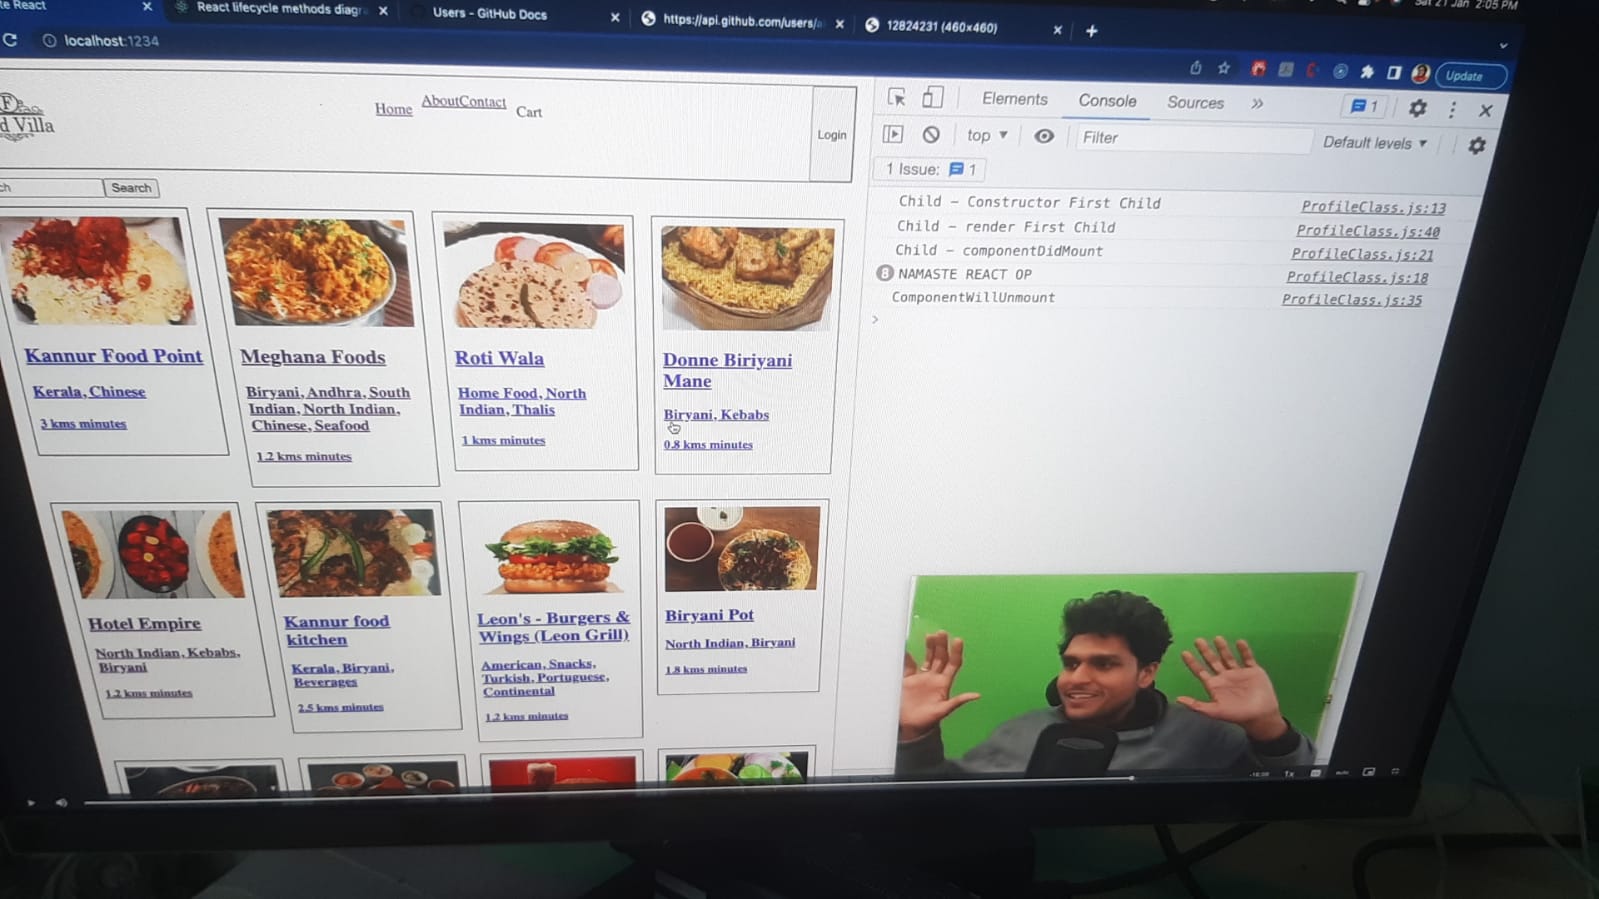 te React
React lifecycle methods diagr
Users - GitHub Docs
https://api.github.com/users/a
12824231 (460×460)
Sat 21 Jan 2:05 PM
localhost:1234
Update
F
d Villa
Home
About
Contact
Cart
Login
ch
Search
Elements
Console
Sources
1
top
Filter
Default levels
1 Issue:
1
Child – Constructor First Child
ProfileClass.js:13
Child – render First Child
ProfileClass.js:40
Child – componentDidMount
ProfileClass.js:21
8
NAMASTE REACT OP
ProfileClass.js:18
ComponentWillUnmount
ProfileClass.js:35
Kannur Food Point
Kerala, Chinese
3 kms minutes
Meghana Foods
Biryani, Andhra, South
Indian, North Indian,
Chinese, Seafood
1.2 kms minutes
Roti Wala
Home Food, North
Indian, Thalis
1 kms minutes
Donne Biriyani
Mane
Biryani, Kebabs
0.8 kms minutes
Hotel Empire
North Indian, Kebabs,
Biryani
1.2 kms minutes
Kannur food
kitchen
Kerala, Biryani,
Beverages
2.5 kms minutes
Leon's - Burgers &
Wings (Leon Grill)
American, Snacks,
Turkish, Portuguese,
Continental
1.2 kms minutes
Biryani Pot
North Indian, Biryani
1.8 kms minutes
1x